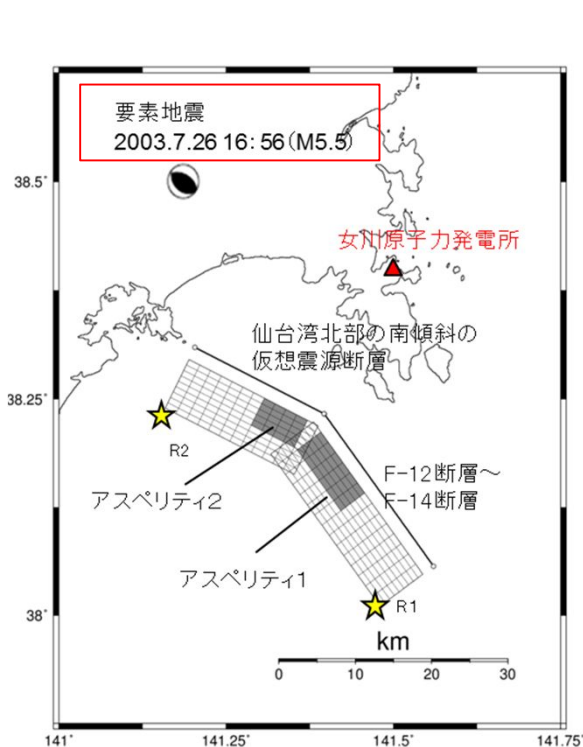 要素地震
2003.7.26 16:56(M5.5)
38.5°
女川原子力発電所
仙台湾北部の南傾斜の
仮想震源断層
38.25°
R2
F-12断層～
F-14断層
アスペリティ2
アスペリティ1
38°
R1
km
0 10 20 30
141° 141.25° 141.5° 141.75°